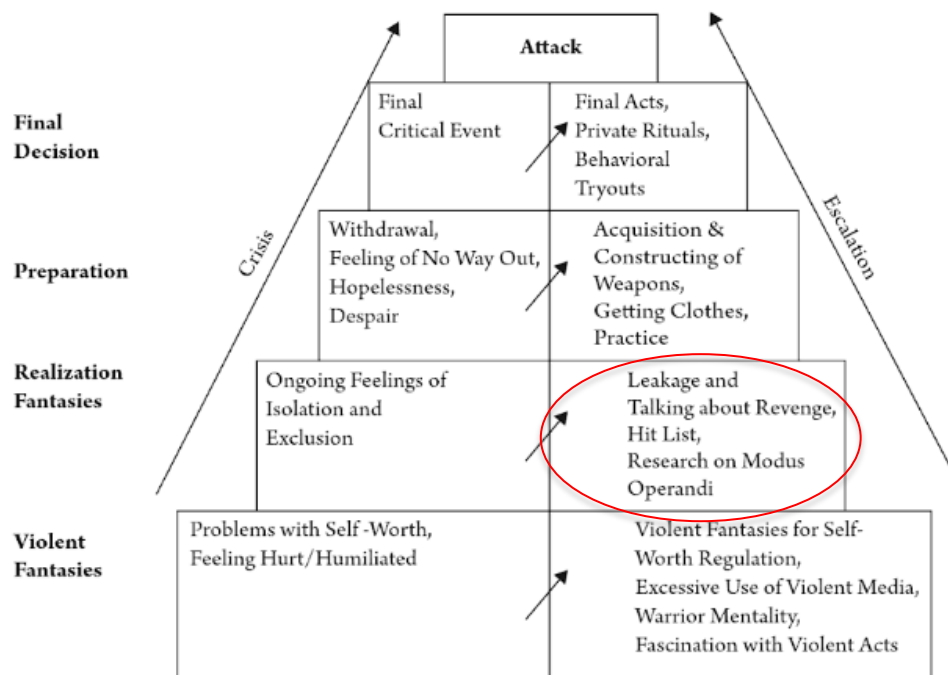 Attack
Final
Decision
Final
Critical Event
Final Acts,
Private Rituals,
Behavioral
Tryouts
Crisis
Escalation
Preparation
Withdrawal,
Feeling of No Way Out,
Hopelessness,
Despair
Acquisition &
Constructing of
Weapons,
Getting Clothes,
Practice
Realization
Fantasies
Ongoing Feelings of
Isolation and
Exclusion
Leakage and
Talking about Revenge,
Hit List,
Research on Modus
Operandi
Violent
Fantasies
Problems with Self -Worth,
Feeling Hurt/Humiliated
Violent Fantasies for Self-
Worth Regulation,
Excessive Use of Violent Media,
Warrior Mentality,
Fascination with Violent Acts